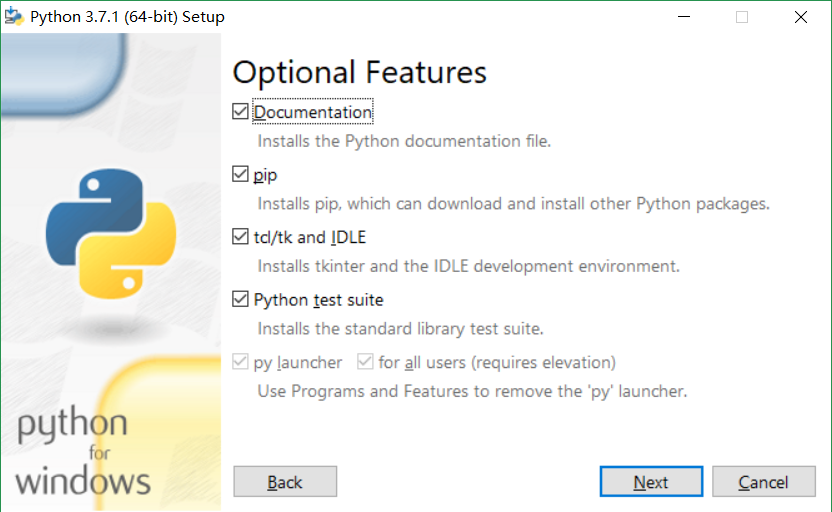 Python 3.7.1 (64-bit) Setup
Optional Features
Documentation
Installs the Python documentation file.
pip
Installs pip, which can download and install other Python packages.
tcl/tk and IDLE
Installs tkinter and the IDLE development environment.
Python test suite
Installs the standard library test suite.
py launcher for all users (requires elevation)
Use Programs and Features to remove the 'py' launcher.
python
for
windows
Back Next Cancel